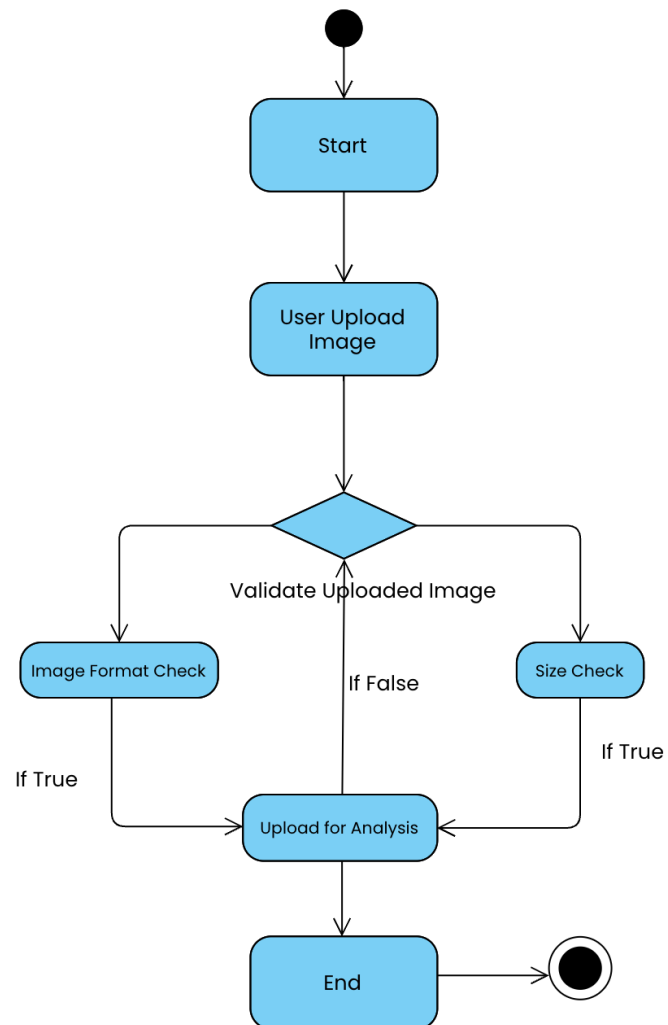 Start
User Upload
Image
Validate Uploaded Image
Image Format Check
If False
Size Check
If True
If True
Upload for Analysis
End